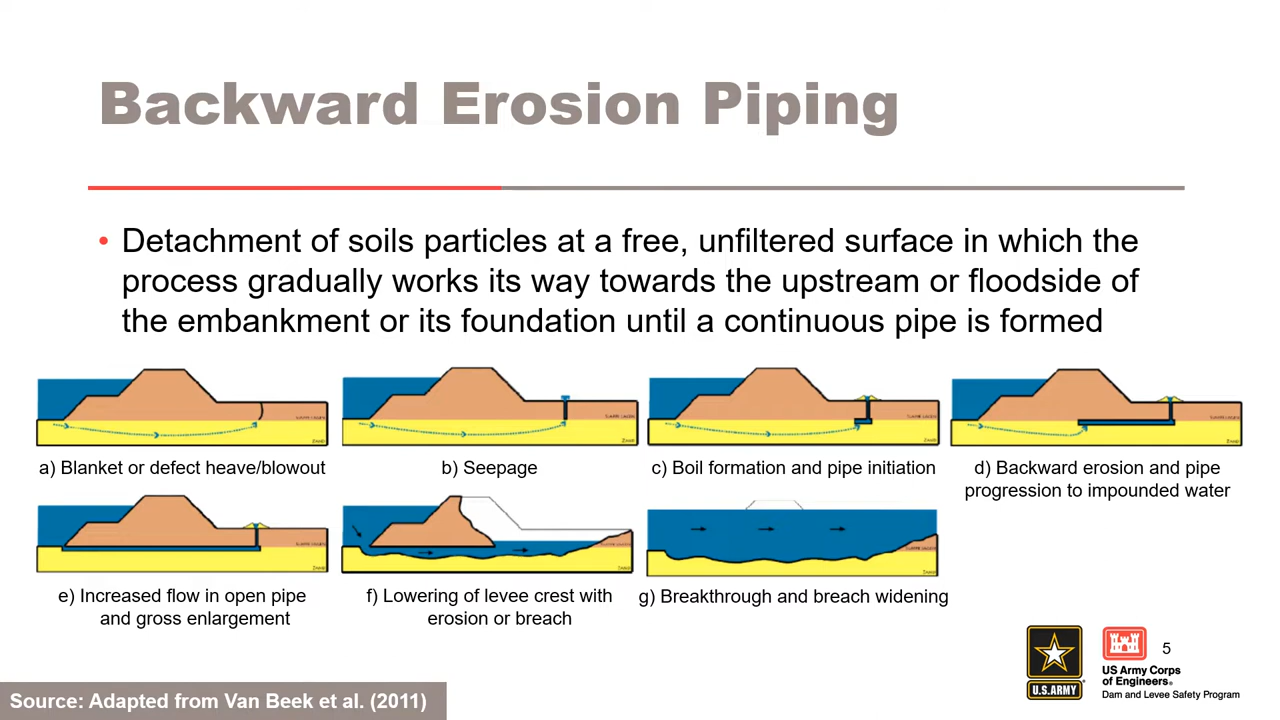 Backward Erosion Piping
• Detachment of soils particles at a free, unfiltered surface in which the
process gradually works its way towards the upstream or floodside of
the embankment or its foundation until a continuous pipe is formed
a) Blanket or defect heave/blowout
b) Seepage
c) Boil formation and pipe initiation
d) Backward erosion and pipe
progression to impounded water
e) Increased flow in open pipe
and gross enlargement
f) Lowering of levee crest with
erosion or breach
g) Breakthrough and breach widening
5
U.S.ARMY
US Army Corps
of Engineers®
Dam and Levee Safety Program
Source: Adapted from Van Beek et al. (2011)